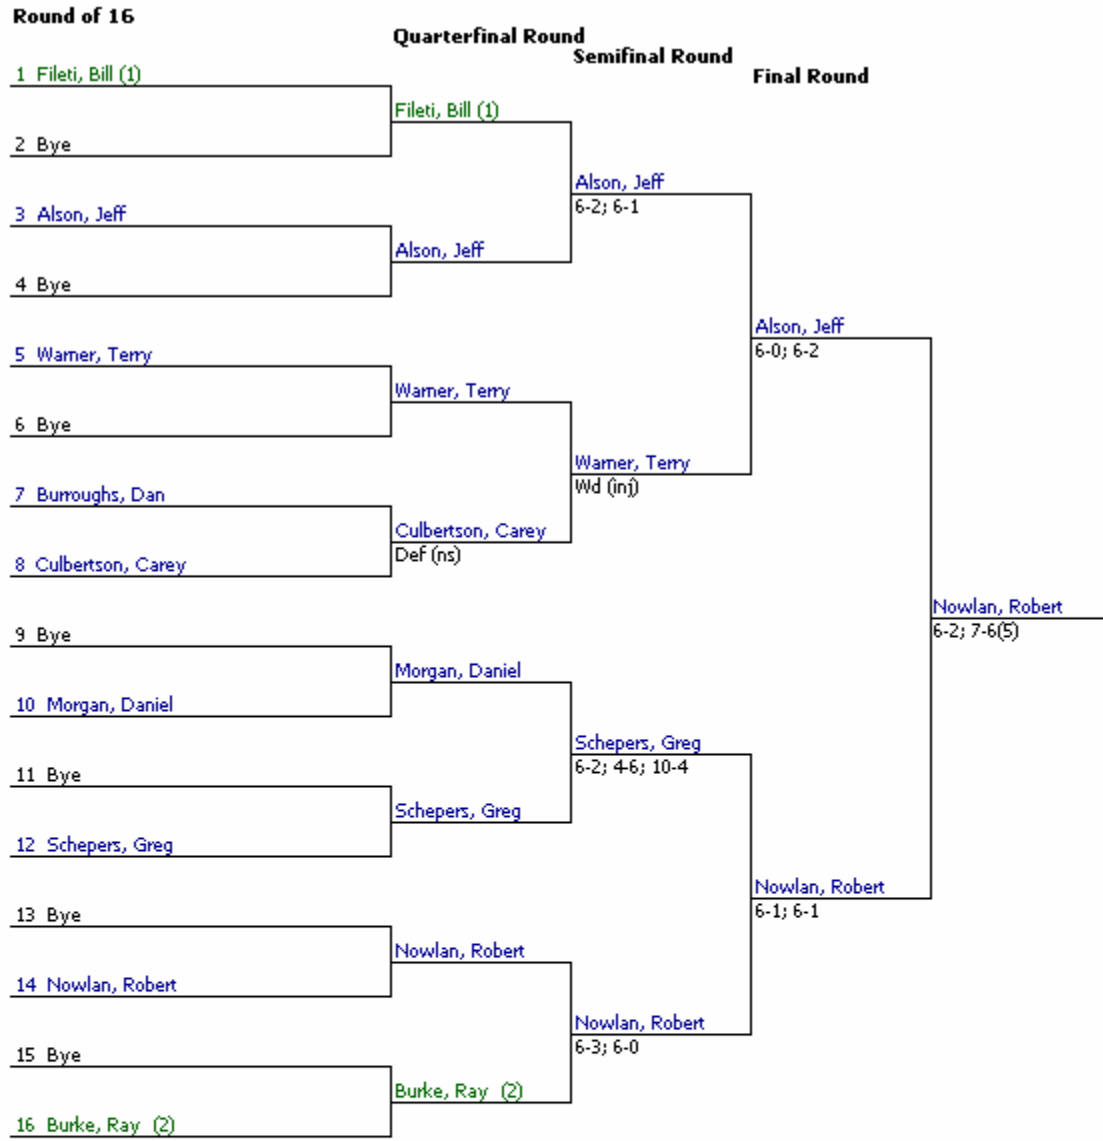 Round of 16
Quarterfinal Round
Semifinal Round
Final Round
1 Fileti, Bill (1)
Fileti, Bill (1)
2 Bye
Alson, Jeff
6-2; 6-1
3 Alson, Jeff
Alson, Jeff
4 Bye
Alson, Jeff
6-0; 6-2
5 Warner, Terry
Warner, Terry
6 Bye
Warner, Terry
Wd (inj)
7 Burroughs, Dan
Culbertson, Carey
Def (ns)
8 Culbertson, Carey
Nowlan, Robert
6-2; 7-6(5)
9 Bye
Morgan, Daniel
10 Morgan, Daniel
Schepers, Greg
6-2; 4-6; 10-4
11 Bye
Schepers, Greg
12 Schepers, Greg
Nowlan, Robert
6-1; 6-1
13 Bye
Nowlan, Robert
14 Nowlan, Robert
Nowlan, Robert
6-3; 6-0
15 Bye
Burke, Ray (2)
16 Burke, Ray (2)